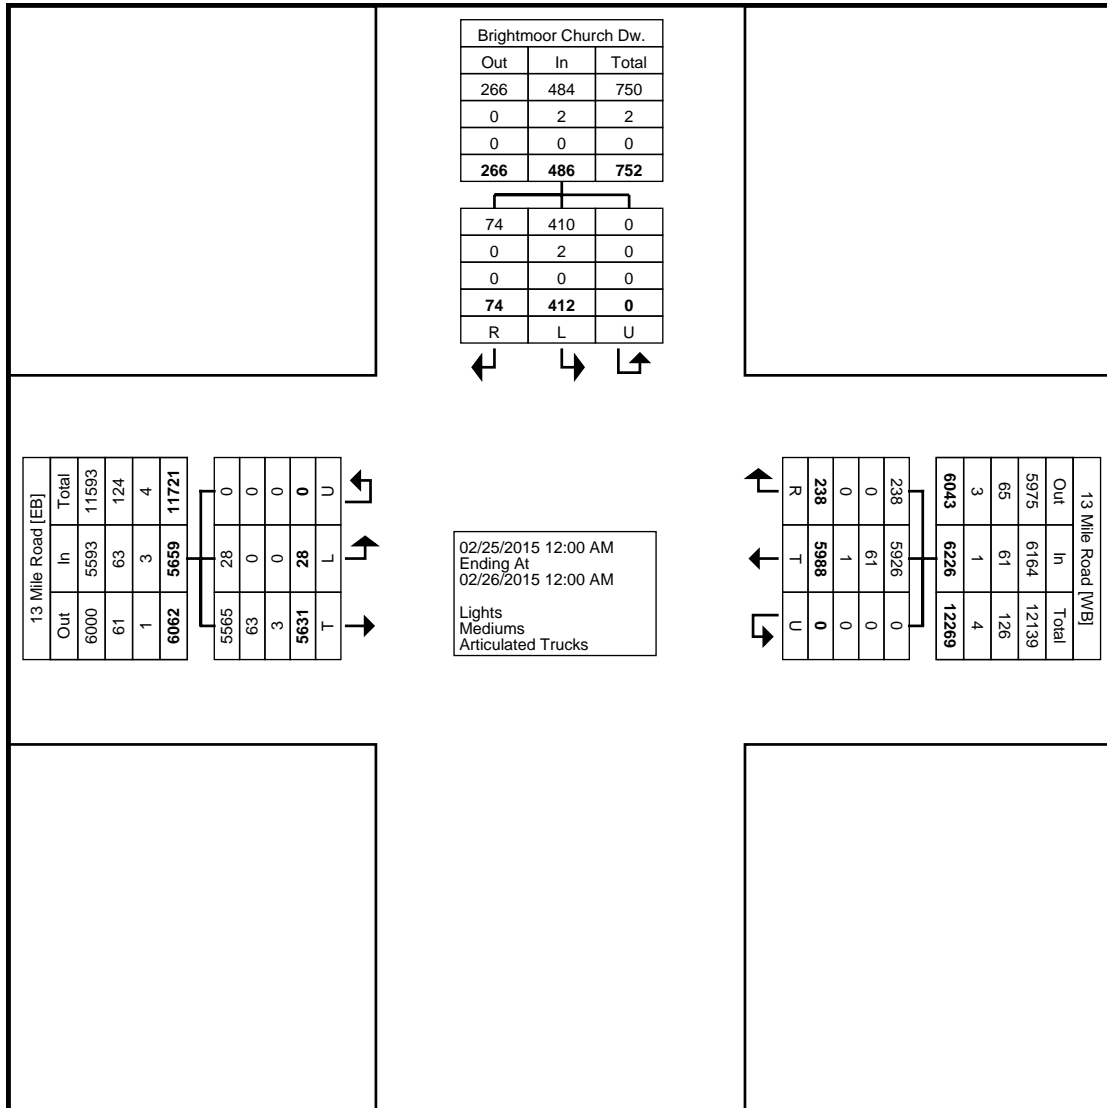 Brightmoor Church Dw.
Out In Total
266 484 750
0 2 2
0 0 0
266 486 752
74 410 0
0 2 0
0 0 0
74 412 0
R L U
13 Mile Road [EB]
Out In Total
6000 5593 11593
61 63 124
1 3 4
6062 5659 11721
5565 28 0
63 0 0
3 0 0
5631 28 0
T L U
02/25/2015 12:00 AM
Ending At
02/26/2015 12:00 AM
Lights
Mediums
Articulated Trucks
13 Mile Road [WB]
Out In Total
5975 6164 12139
65 61 126
3 1 4
6043 6226 12269
238 5926 0
0 61 0
0 1 0
238 5988 0
R T U